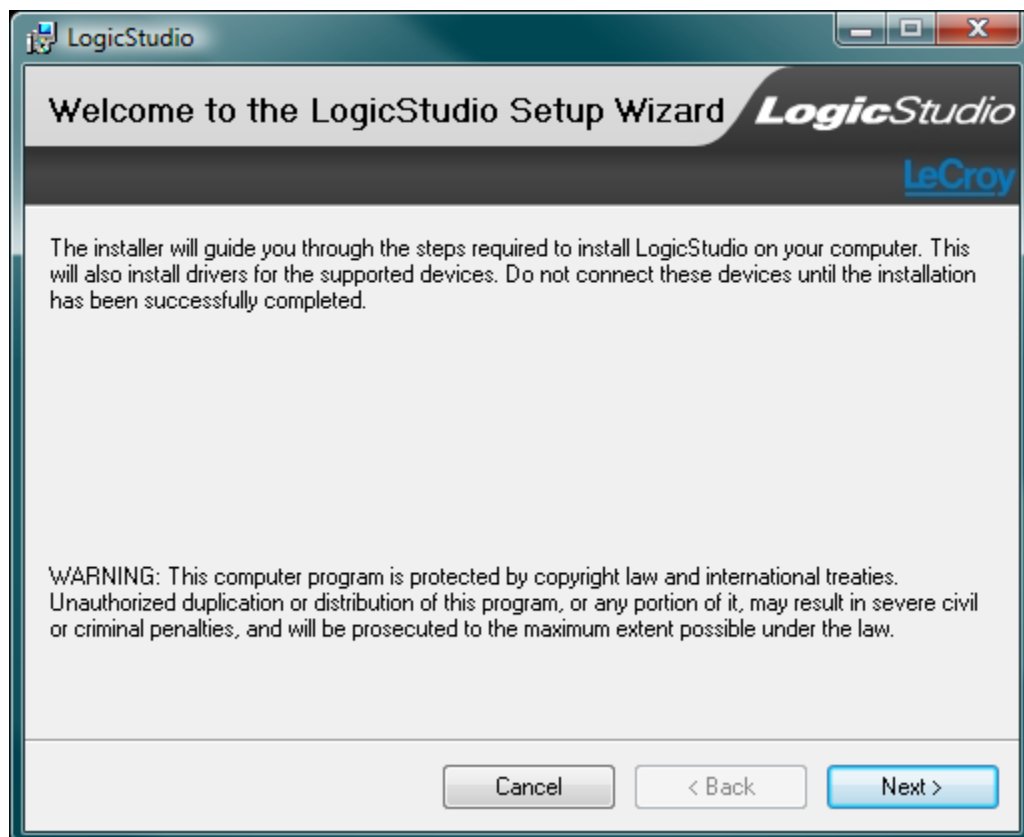 LogicStudio
Welcome to the LogicStudio Setup Wizard
LogicStudio
LeCroy
The installer will guide you through the steps required to install LogicStudio on your computer. This
will also install drivers for the supported devices. Do not connect these devices until the installation
has been successfully completed.
WARNING: This computer program is protected by copyright law and international treaties.
Unauthorized duplication or distribution of this program, or any portion of it, may result in severe civil
or criminal penalties, and will be prosecuted to the maximum extent possible under the law.
Cancel < Back Next >